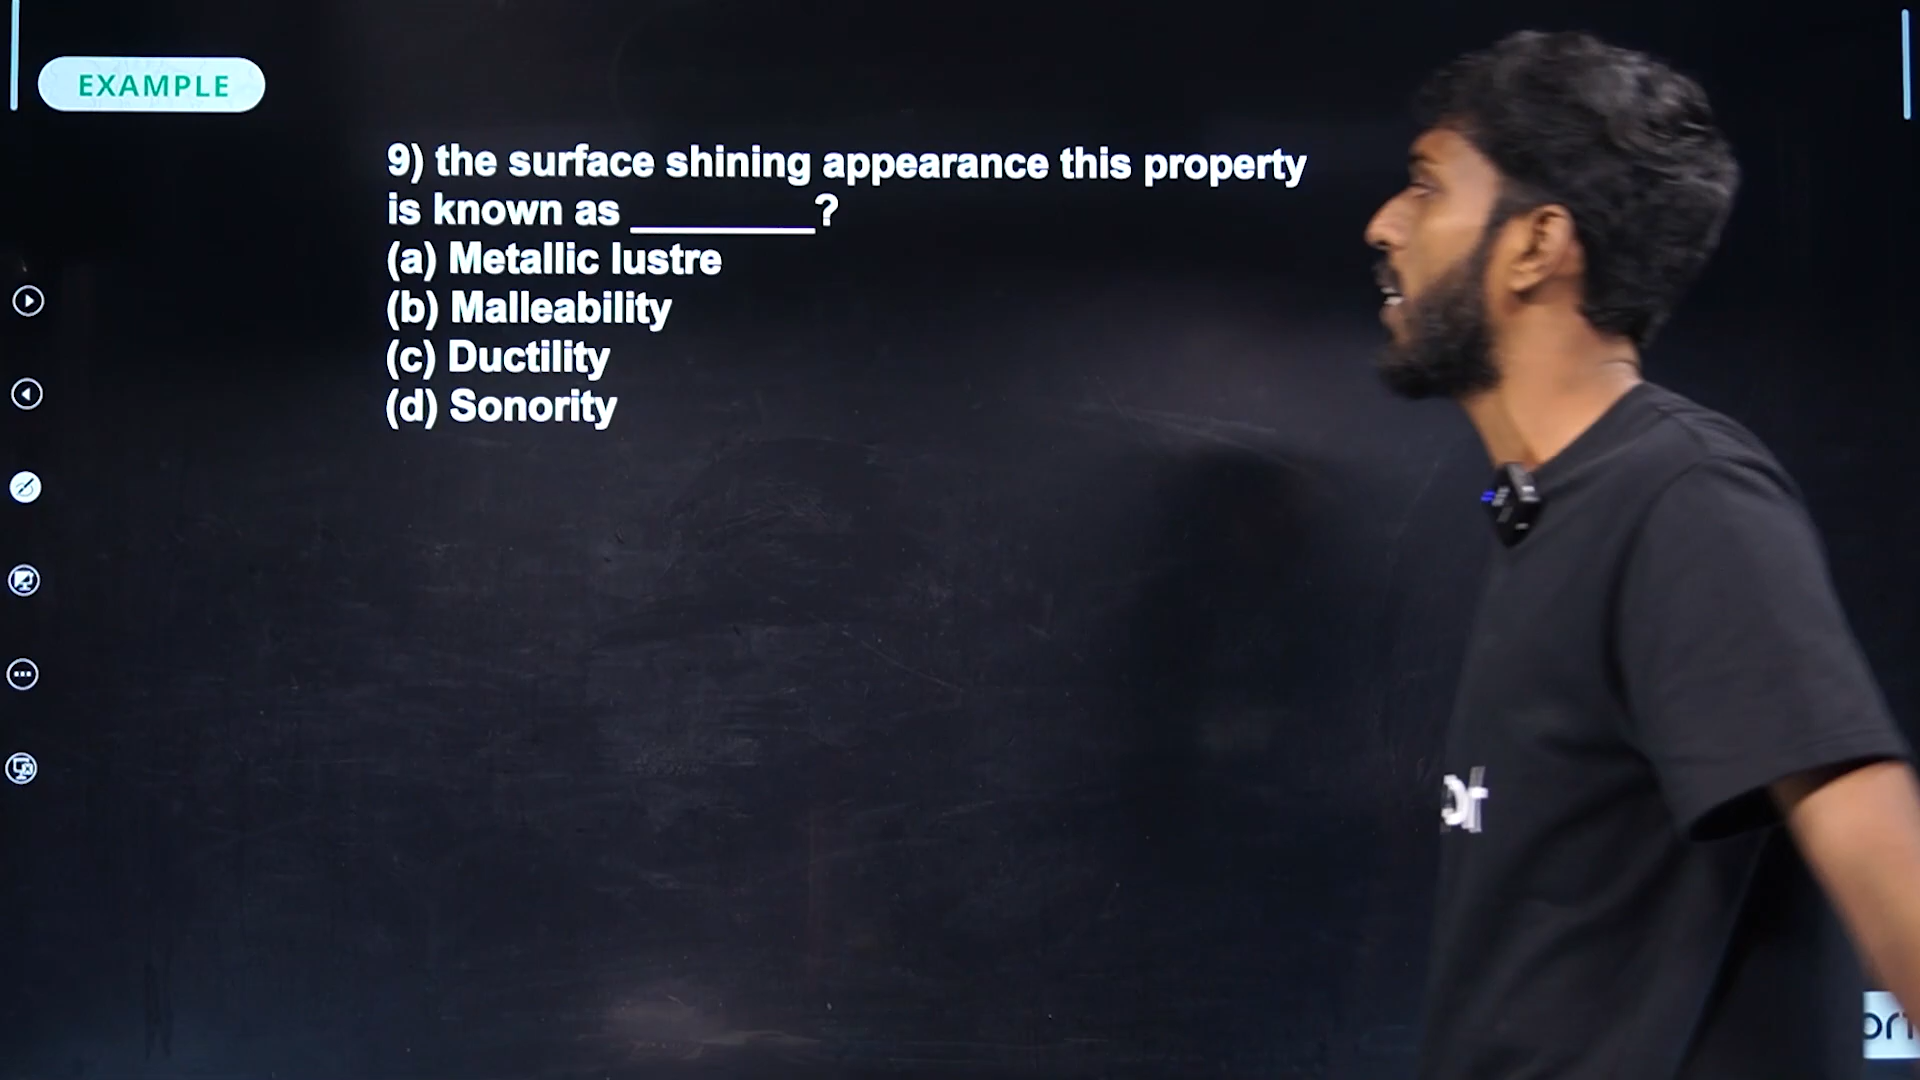 EXAMPLE
9) the surface shining appearance this property
is known as ________?
(a) Metallic lustre
(b) Malleability
(c) Ductility
(d) Sonority